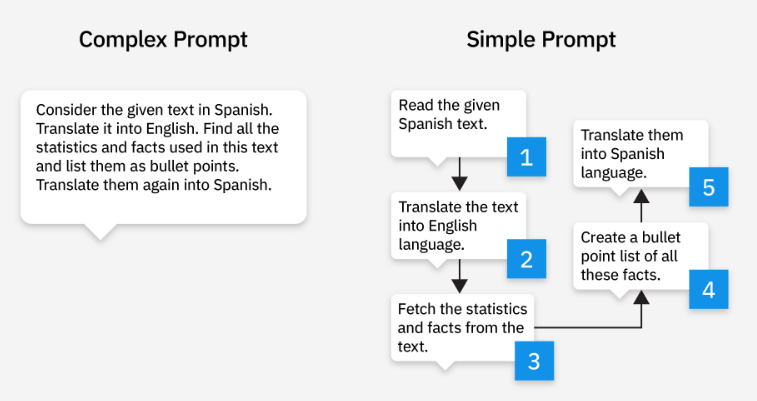 Complex Prompt
Consider the given text in Spanish.
Translate it into English. Find all the
statistics and facts used in this text
and list them as bullet points.
Translate them again into Spanish.
Simple Prompt
Read the given
Spanish text.
1
Translate the text
into English
language.
2
Fetch the statistics
and facts from the
text.
3
Create a bullet
point list of all
these facts.
4
Translate them
into Spanish
language.
5